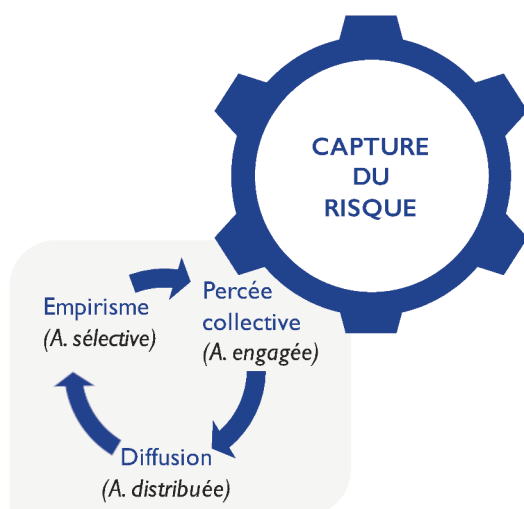 CAPTURE
DU
RISQUE
Empirisme
(A. sélective)
Percée
collective
(A. engagée)
Diffusion
(A. distribuée)